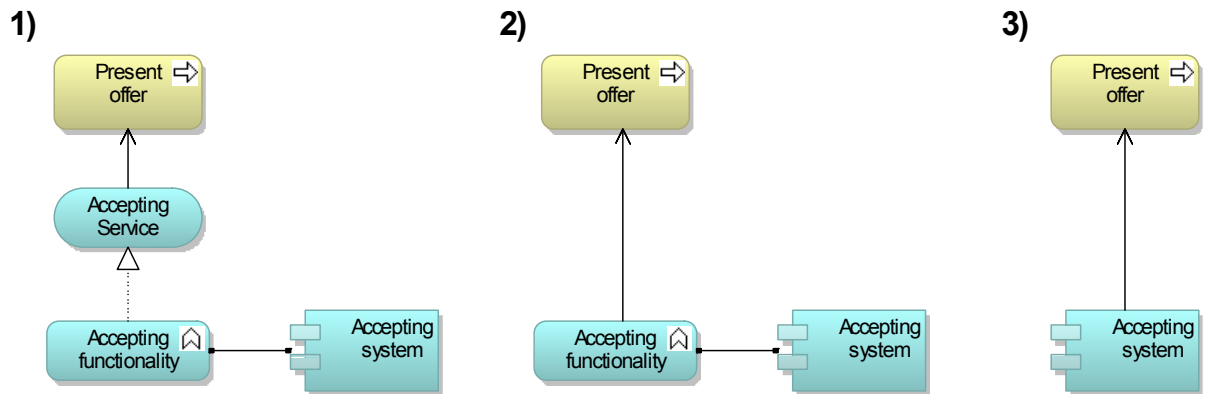 1)
Present
offer
Accepting
Service
Accepting
functionality
Accepting
system
2)
Present
offer
Accepting
functionality
Accepting
system
3)
Present
offer
Accepting
system